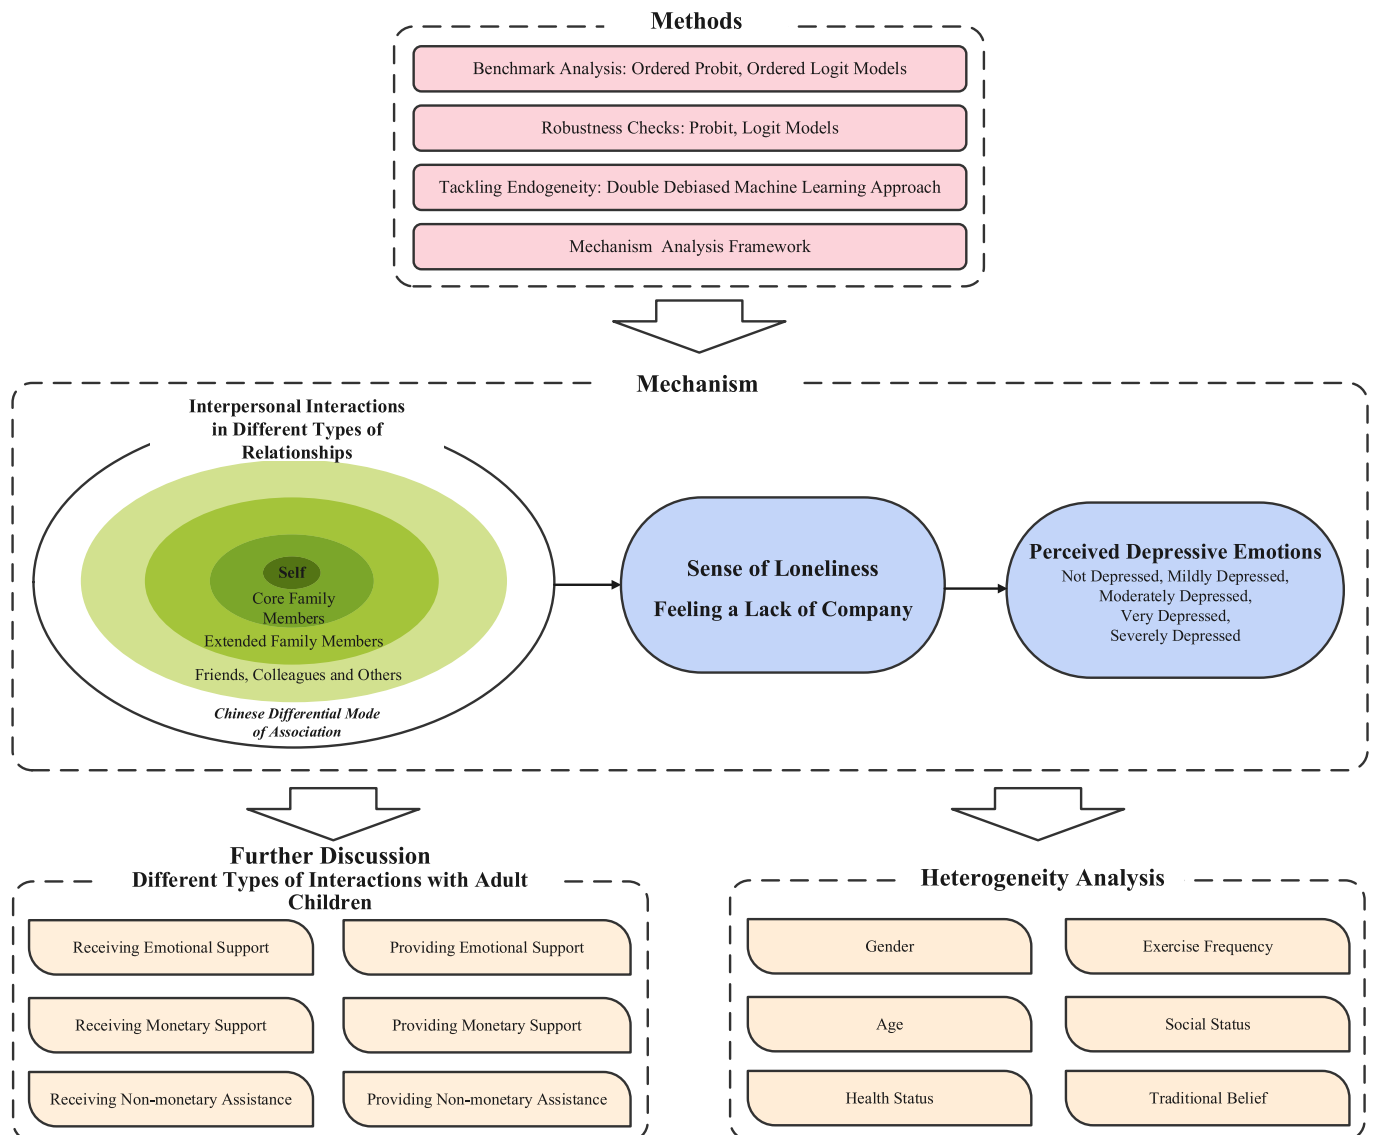 Methods
Benchmark Analysis: Ordered Probit, Ordered Logit Models
Robustness Checks: Probit, Logit Models
Tackling Endogeneity: Double Debiased Machine Learning Approach
Mechanism Analysis Framework
Mechanism
Interpersonal Interactions
in Different Types of
Relationships
Self
Core Family
Members
Extended Family Members
Friends, Colleagues and Others
Chinese Differential Mode
of Association
Sense of Loneliness
Feeling a Lack of Company
Perceived Depressive Emotions
Not Depressed, Mildly Depressed,
Moderately Depressed,
Very Depressed,
Severely Depressed
Further Discussion
Different Types of Interactions with Adult
Children
Receiving Emotional Support
Providing Emotional Support
Receiving Monetary Support
Providing Monetary Support
Receiving Non-monetary Assistance
Providing Non-monetary Assistance
Heterogeneity Analysis
Gender
Exercise Frequency
Age
Social Status
Health Status
Traditional Belief